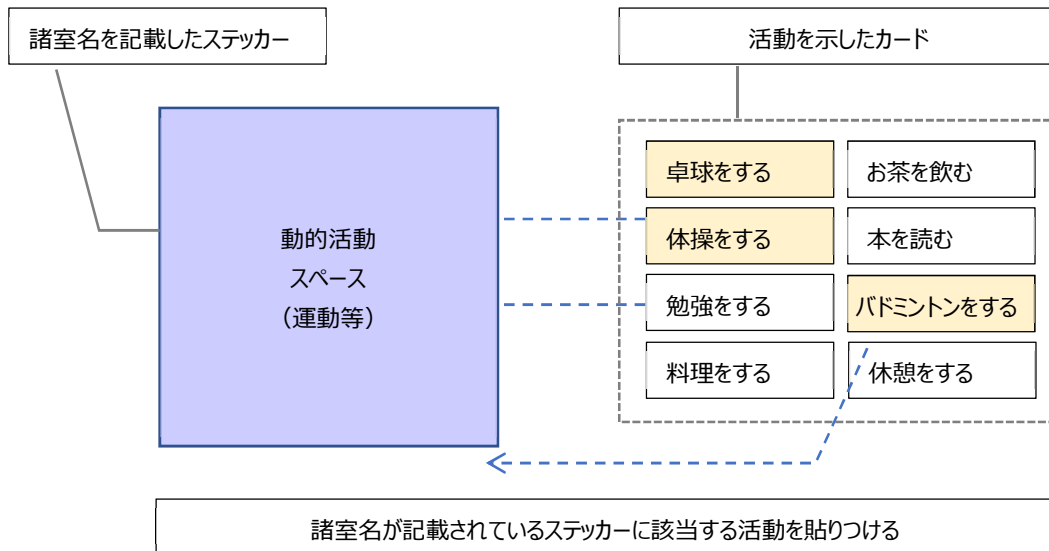 諸室名を記載したステッカー
活動を示したカード
動的活動
スペース
（運動等）
卓球をする
お茶を飲む
体操をする
本を読む
勉強をする
バドミントンをする
料理をする
休憩をする
諸室名が記載されているステッカーに該当する活動を貼りつける